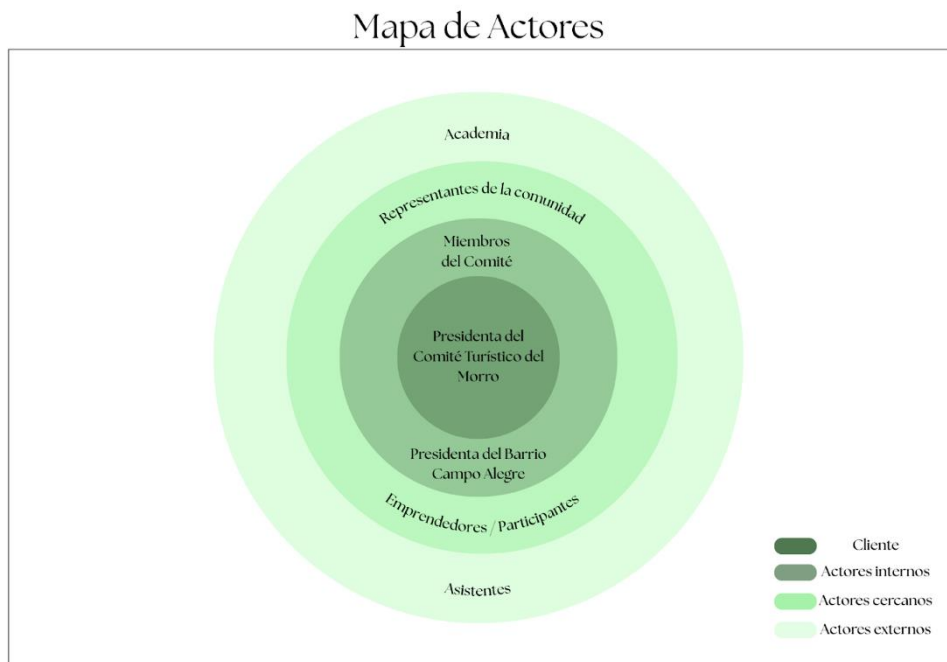 Mapa de Actores
Academia
Representantes de la comunidad
Miembros
del Comité
Presidenta del
Comité Turístico del
Morro
Presidenta del Barrio
Campo Alegre
Emprendedores / Participantes
Asistentes
Cliente
Actores internos
Actores cercanos
Actores externos